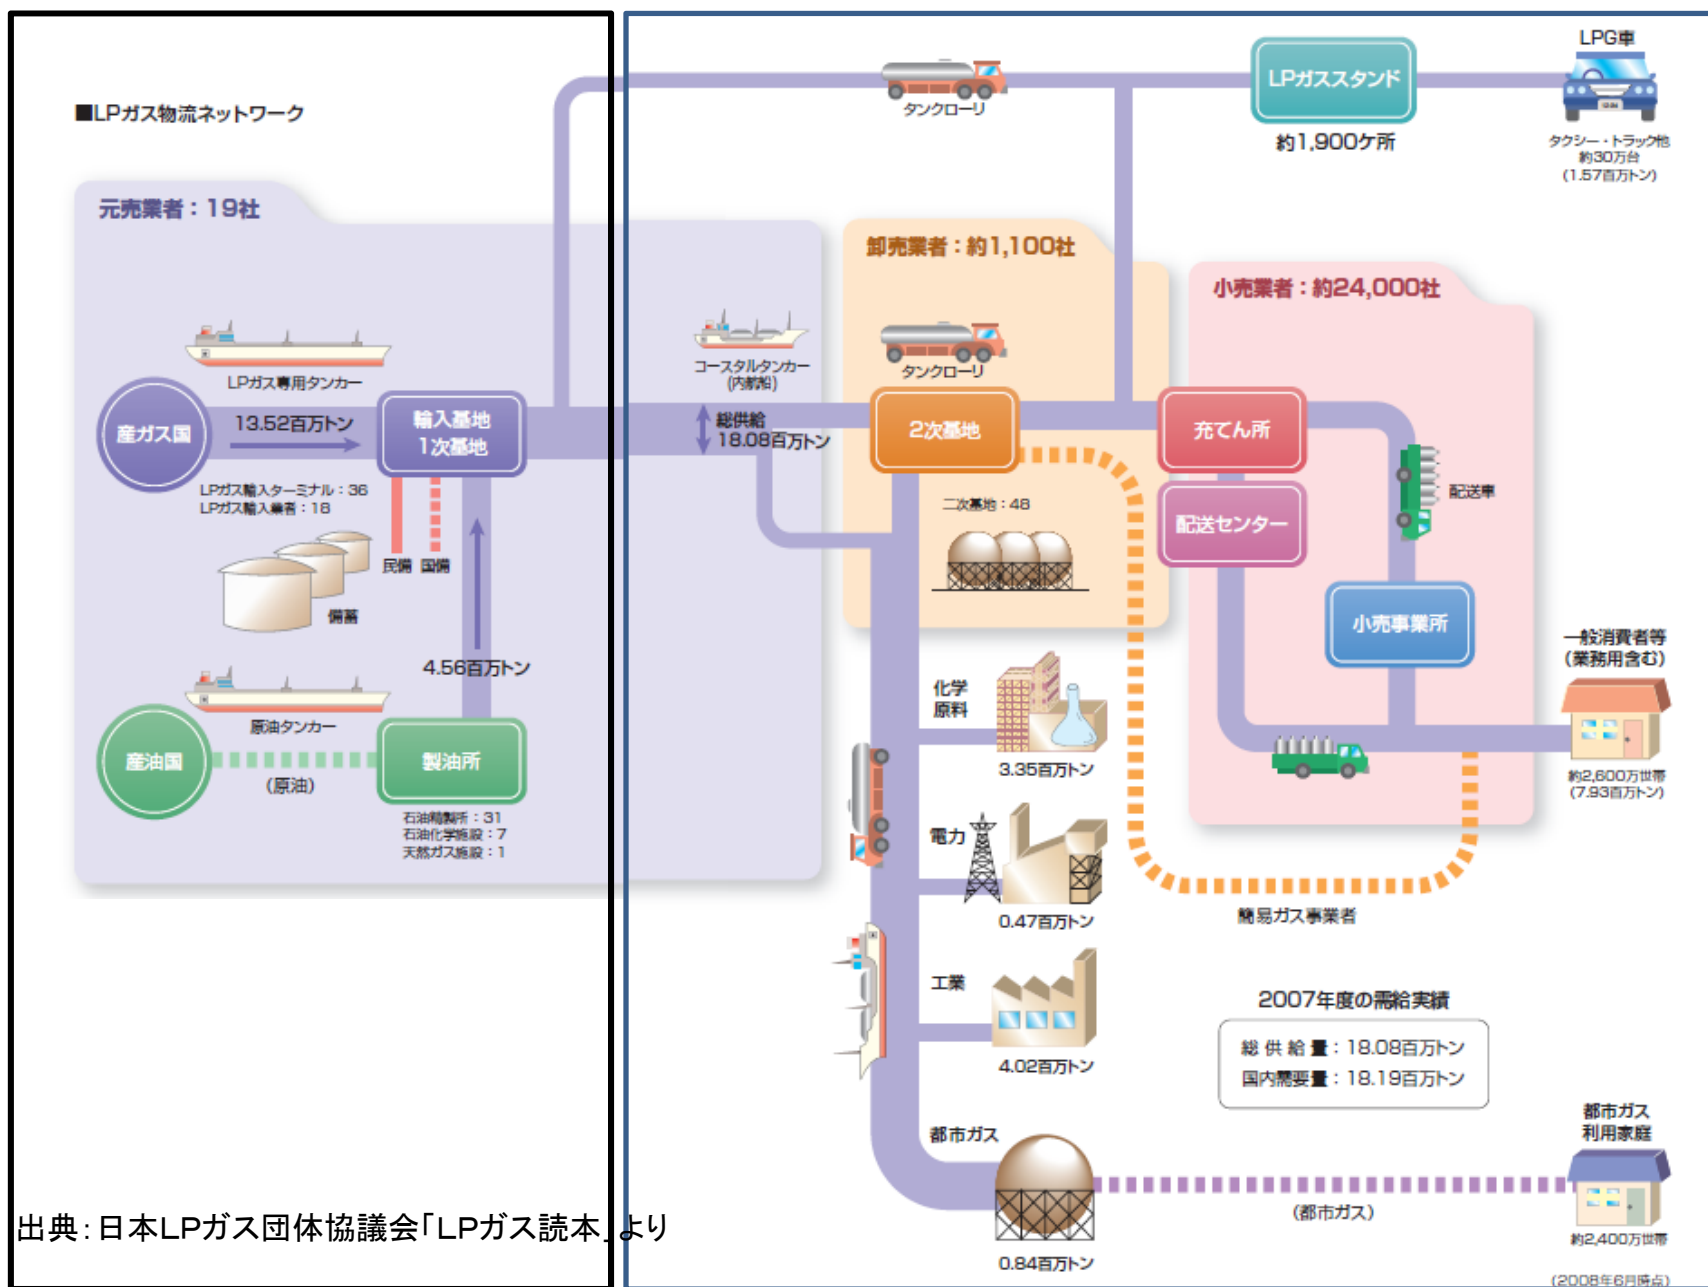 ■LPガス物流ネットワーク
元売業者：19社
LPガス専用タンカー
産ガス国
13.52百万トン
輸入基地
1次基地
LPガス輸入ターミナル：36
LPガス輸入業者：18
民備
国備
備蓄
4.56百万トン
原油タンカー
産油国
(原油)
製油所
石油精製所：31
石油化学施設：7
天然ガス施設：1
コースタルタンカー
(内航船)
総供給
18.08百万トン
タンクローリ
LPガススタンド
約1,900ケ所
LPG車
タクシー・トラック他
約30万台
(1.57百万トン)
卸売業者：約1,100社
タンクローリ
2次基地
二次基地：48
小売業者：約24,000社
充てん所
配送センター
配送車
小売事業所
一般消費者等
(業務用含む)
約2,600万世帯
(7.93百万トン)
簡易ガス事業者
化学
原料
3.35百万トン
電力
0.47百万トン
工業
4.02百万トン
都市ガス
0.84百万トン
(都市ガス)
2007年度の需給実績
総供給量：18.08百万トン
国内需要量：18.19百万トン
都市ガス
利用家庭
約2,400万世帯
(2008年6月時点)
出典：日本LPガス団体協議会「LPガス読本」より